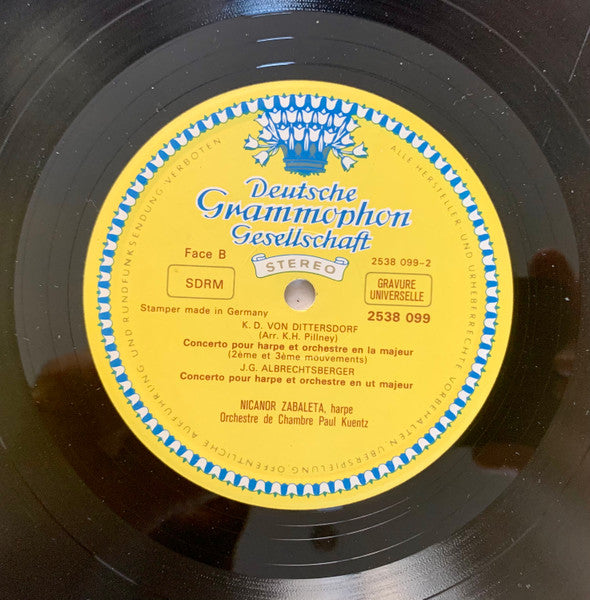 Deutsche
Grammophon
Gesellschaft
STEREO
Face B
2538 099-2
SDRM
GRAVURE
UNIVERSELLE
Stamper made in Germany
2538 099
K. D. VON DITTERSDORF
(Arr. K.H. Pillney)
Concerto pour harpe et orchestre en la majeur
(2ème et 3ème mouvements)
J.G. ALBRECHTSBERGER
Concerto pour harpe et orchestre en ut majeur
NICANOR ZABALETA, harpe
Orchestre de Chambre Paul Kuentz
ALLE HERSTELLER- UND URHEBERRECHTE VORBEHALTEN. ÜBERSPIELUNG, ÖFFENTLICHE AUFFÜHRUNG UND RUNDFUNKSENDUNG VERBOTEN